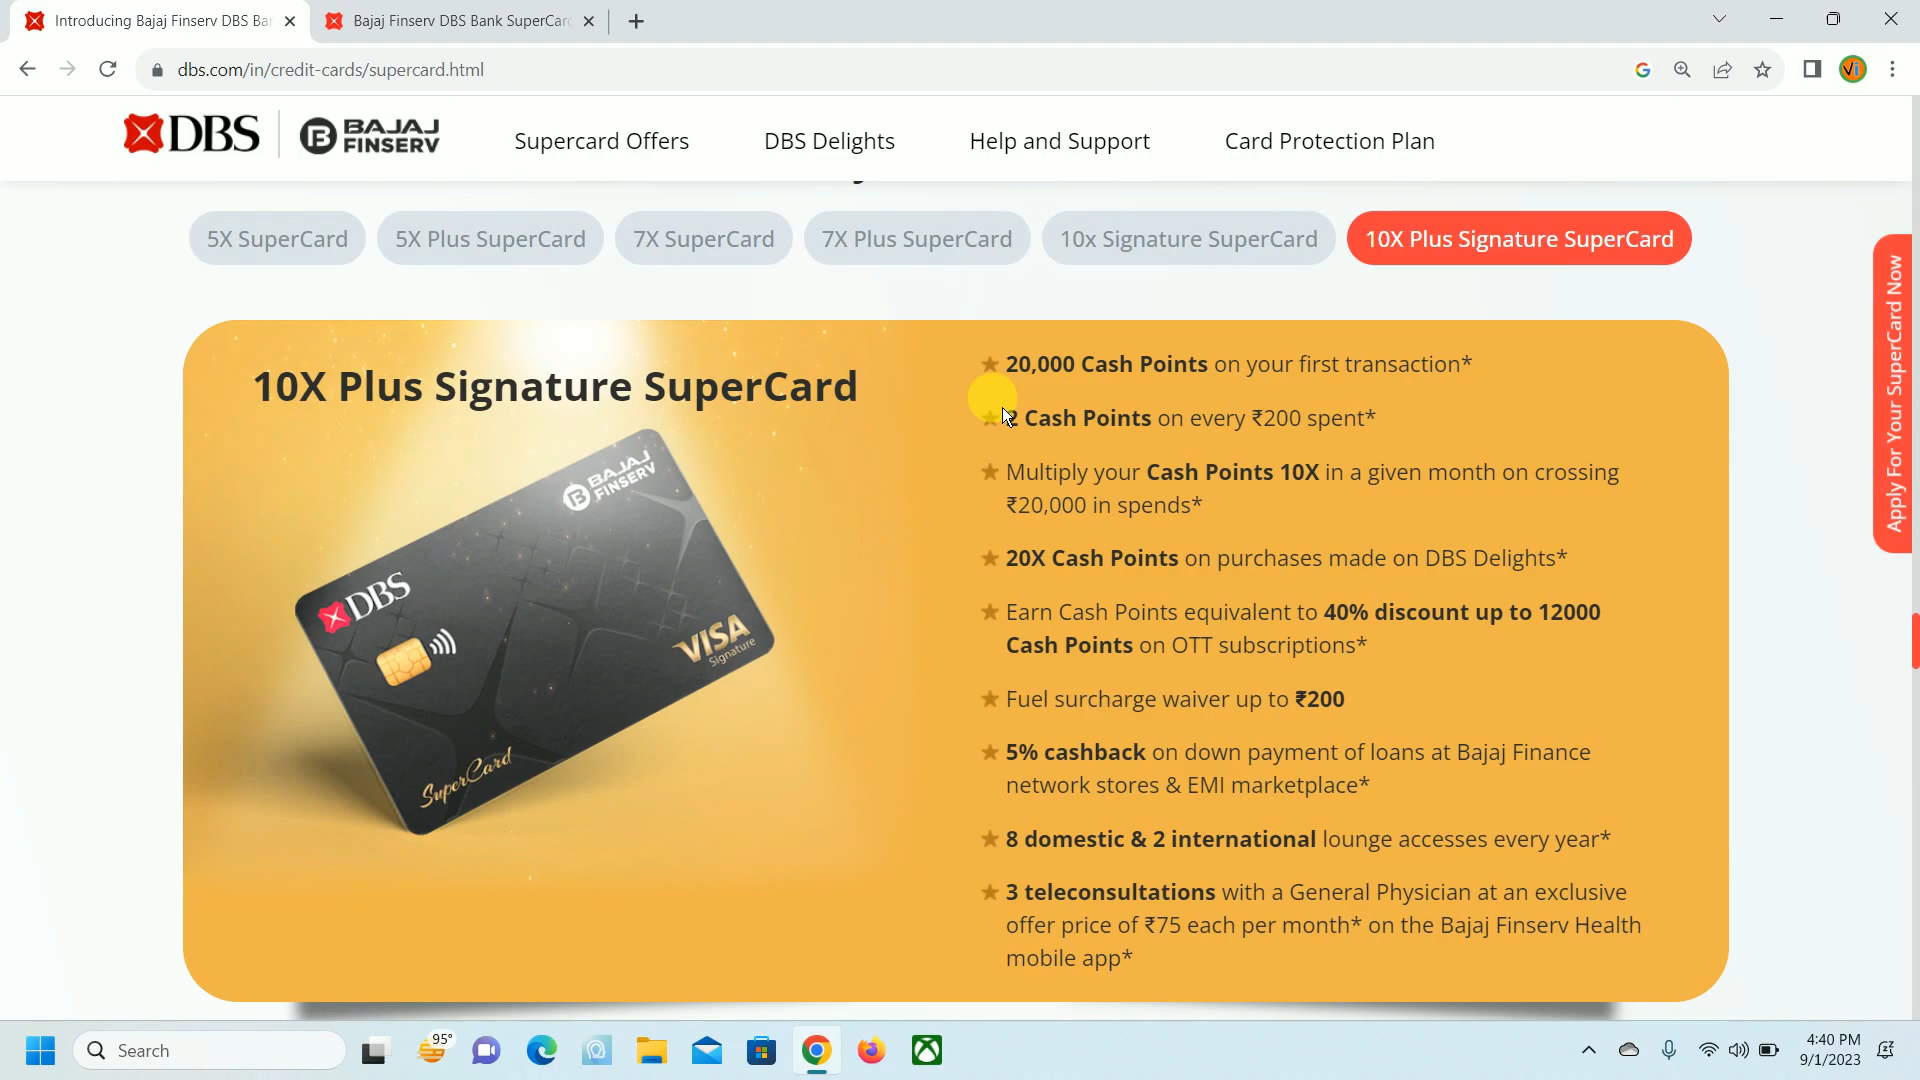 Introducing Bajaj Finserv DBS Ba
Bajaj Finserv DBS Bank SuperCar
dbs.com/in/credit-cards/supercard.html
DBS
BAJAJ FINSERV
Supercard Offers
DBS Delights
Help and Support
Card Protection Plan
5X SuperCard
5X Plus SuperCard
7X SuperCard
7X Plus SuperCard
10x Signature SuperCard
10X Plus Signature SuperCard
Apply For Your SuperCard Now
10X Plus Signature SuperCard
BAJAJ FINSERV
DBS
VISA
Signature
SuperCard
20,000 Cash Points on your first transaction*
2 Cash Points on every ₹200 spent*
Multiply your Cash Points 10X in a given month on crossing
₹20,000 in spends*
20X Cash Points on purchases made on DBS Delights*
Earn Cash Points equivalent to 40% discount up to 12000
Cash Points on OTT subscriptions*
Fuel surcharge waiver up to ₹200
5% cashback on down payment of loans at Bajaj Finance
network stores & EMI marketplace*
8 domestic & 2 international lounge accesses every year*
3 teleconsultations with a General Physician at an exclusive
offer price of ₹75 each per month* on the Bajaj Finserv Health
mobile app*
Search
95°
4:40 PM
9/1/2023